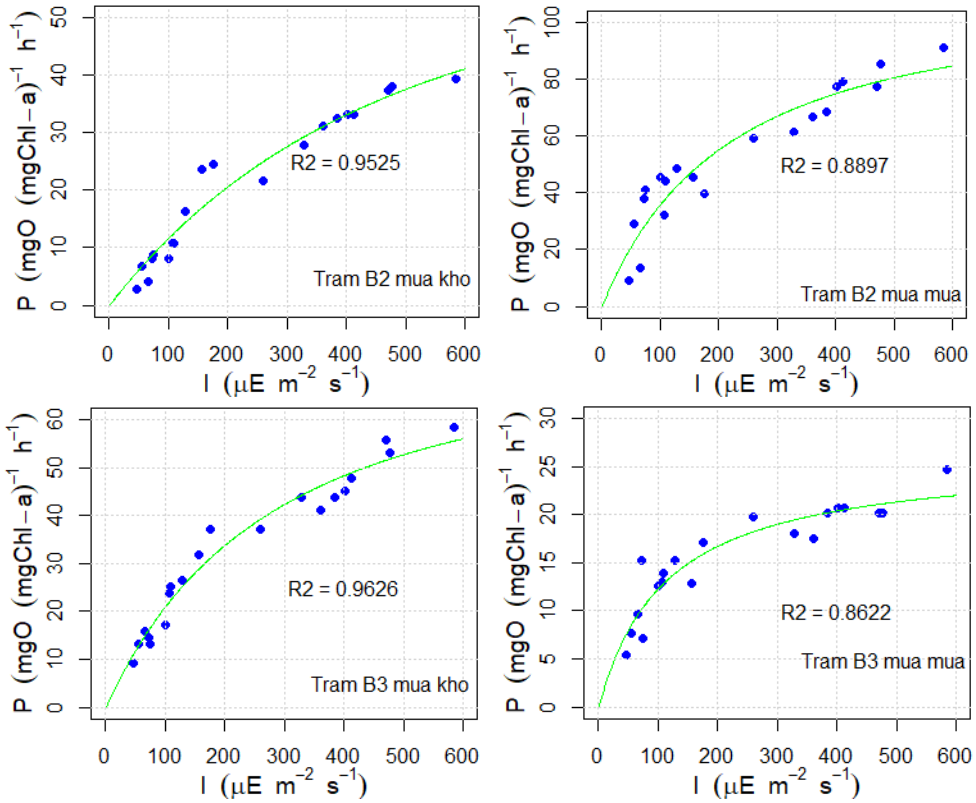 P (mgO (mgChl−a)⁻¹ h⁻¹)
50
40
30
20
10
0
R2 = 0.9525
Tram B2 mua kho
0 100 200 300 400 500 600
I (μE m⁻² s⁻¹)
P (mgO (mgChl−a)⁻¹ h⁻¹)
100
80
60
40
20
0
R2 = 0.8897
Tram B2 mua mua
0 100 200 300 400 500 600
I (μE m⁻² s⁻¹)
P (mgO (mgChl−a)⁻¹ h⁻¹)
60
50
40
30
20
10
0
R2 = 0.9626
Tram B3 mua kho
0 100 200 300 400 500 600
I (μE m⁻² s⁻¹)
P (mgO (mgChl−a)⁻¹ h⁻¹)
30
25
20
15
10
5
0
R2 = 0.8622
Tram B3 mua mua
0 100 200 300 400 500 600
I (μE m⁻² s⁻¹)